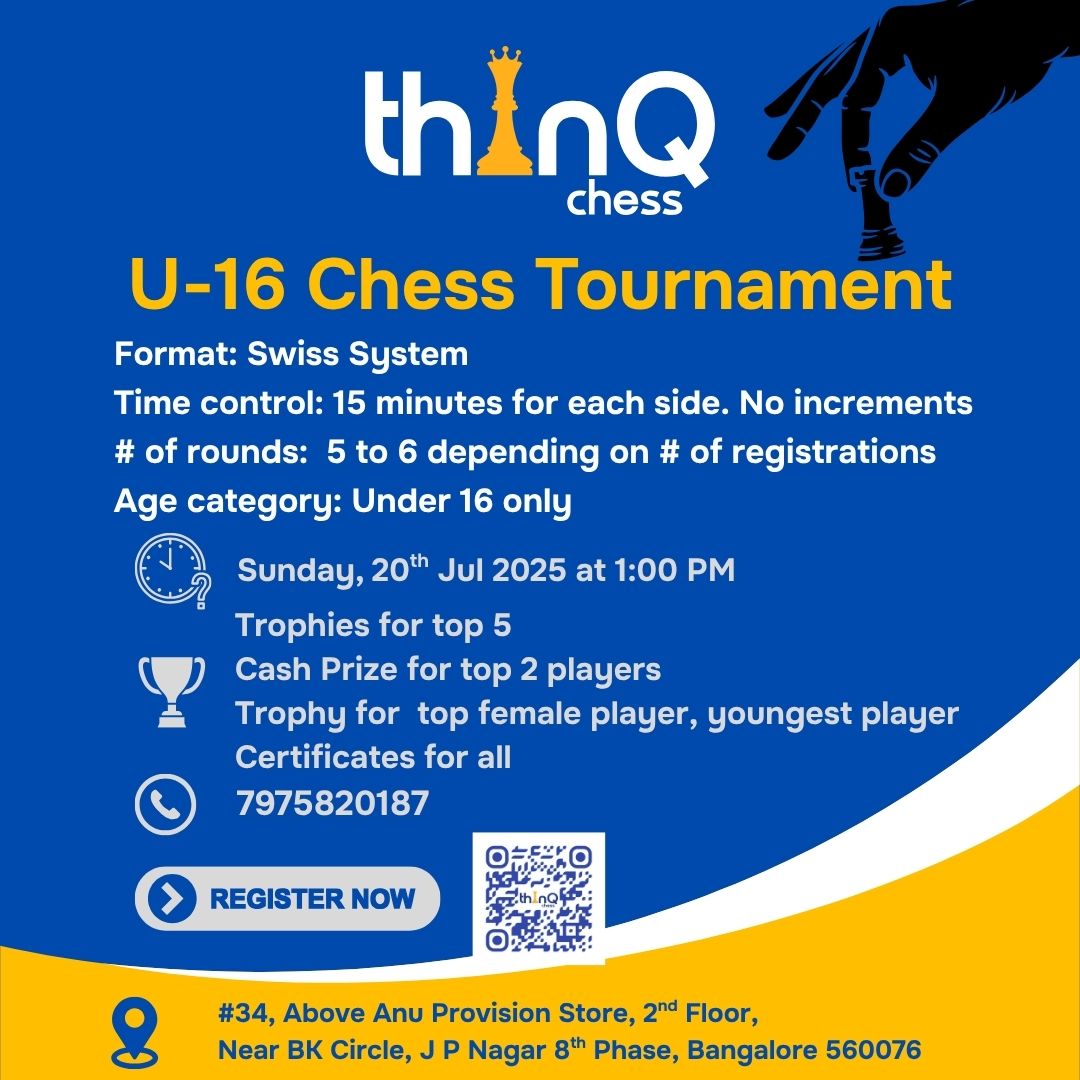 thinQ
chess
U-16 Chess Tournament
Format: Swiss System
Time control: 15 minutes for each side. No increments
# of rounds:  5 to 6 depending on # of registrations
Age category: Under 16 only
Sunday, 20th Jul 2025 at 1:00 PM
Trophies for top 5
Cash Prize for top 2 players
Trophy for  top female player, youngest player
Certificates for all
7975820187
REGISTER NOW
thinQ
chess
#34, Above Anu Provision Store, 2nd Floor,
Near BK Circle, J P Nagar 8th Phase, Bangalore 560076